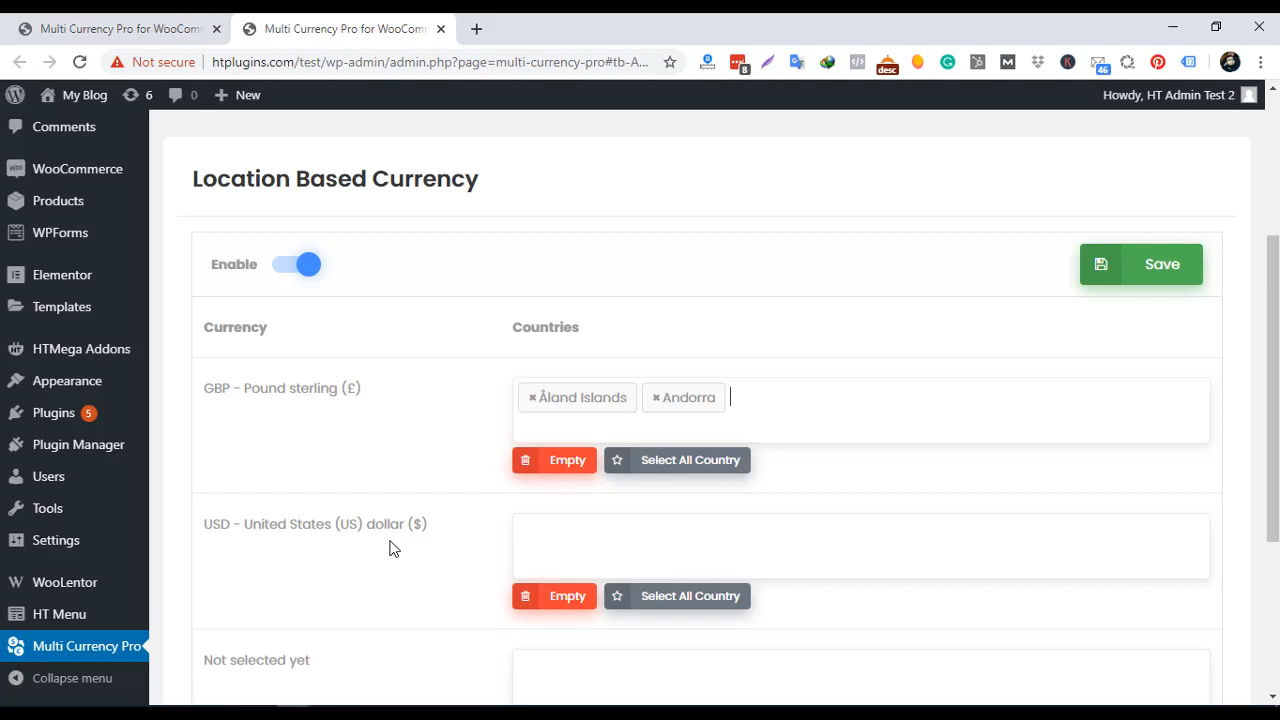 Multi Currency Pro for WooComm
Multi Currency Pro for WooComm
Not secure
htplugins.com/test/wp-admin/admin.php?page=multi-currency-pro#tb-A...
8
desc
46
My Blog
6
0
New
Howdy, HT Admin Test 2
Comments
WooCommerce
Products
WPForms
Elementor
Templates
HTMega Addons
Appearance
Plugins 5
Plugin Manager
Users
Tools
Settings
WooLentor
HT Menu
Multi Currency Pro
Collapse menu
Location Based Currency
Enable
Save
Currency
Countries
GBP - Pound sterling (£)
× Åland Islands
× Andorra
Empty
Select All Country
USD - United States (US) dollar ($)
Empty
Select All Country
Not selected yet